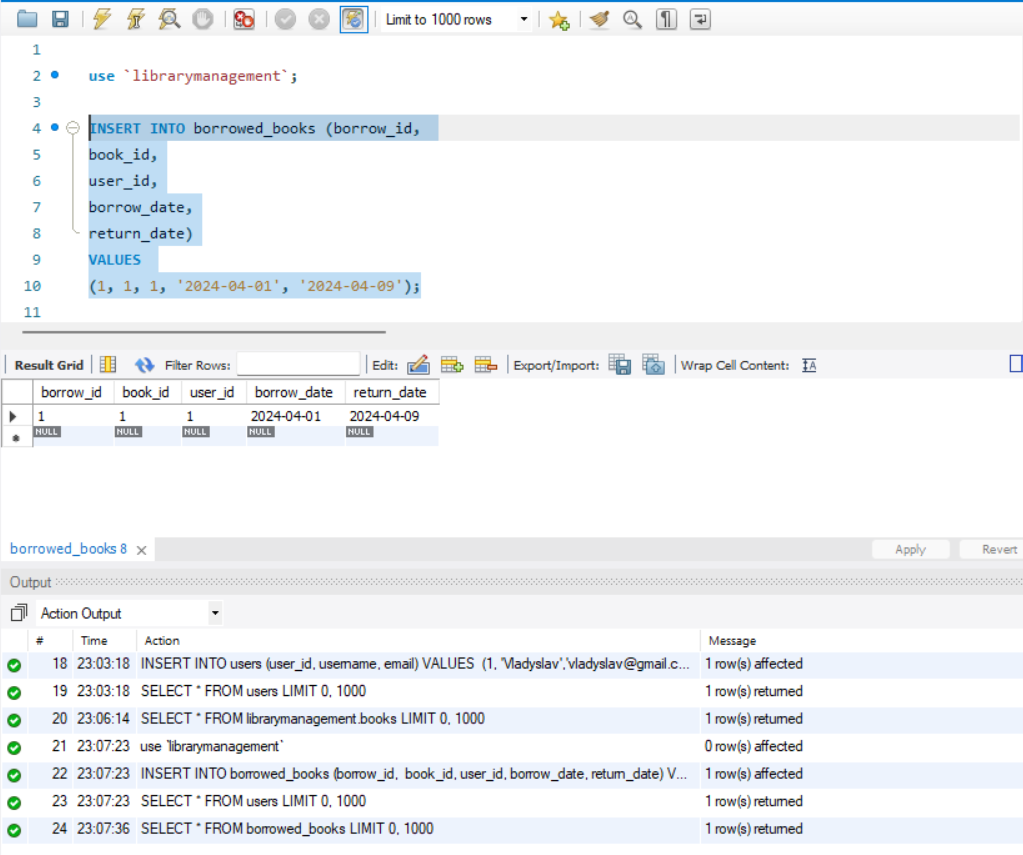 Limit to 1000 rows
1
2 use `librarymanagement`;
3
4 INSERT INTO borrowed_books (borrow_id,
5 book_id,
6 user_id,
7 borrow_date,
8 return_date)
9 VALUES
10 (1, 1, 1, '2024-04-01', '2024-04-09');
11
Result Grid Filter Rows: Edit: Export/Import: Wrap Cell Content: IA
borrow_id book_id user_id borrow_date return_date
1 1 1 2024-04-01 2024-04-09
NULL NULL NULL NULL NULL
borrowed_books 8 Apply Revert
Output
Action Output
# Time Action Message
18 23:03:18 INSERT INTO users (user_id, username, email) VALUES (1, 'Vladyslav','vladyslav@gmail.c... 1 row(s) affected
19 23:03:18 SELECT * FROM users LIMIT 0, 1000 1 row(s) returned
20 23:06:14 SELECT * FROM librarymanagement.books LIMIT 0, 1000 1 row(s) returned
21 23:07:23 use `librarymanagement` 0 row(s) affected
22 23:07:23 INSERT INTO borrowed_books (borrow_id, book_id, user_id, borrow_date, return_date) V... 1 row(s) affected
23 23:07:23 SELECT * FROM users LIMIT 0, 1000 1 row(s) returned
24 23:07:36 SELECT * FROM borrowed_books LIMIT 0, 1000 1 row(s) returned